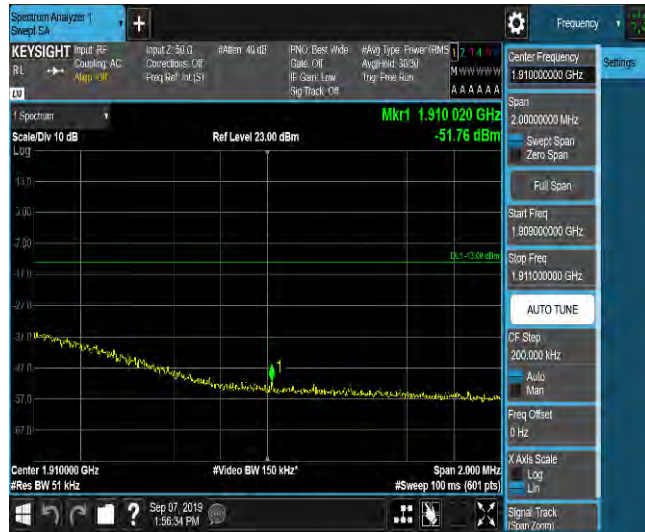 Spectrum Analyzer 1
Swept SA
+
Frequency
KEYSIGHT
Input: RF
Coupling: AC
Align: Off
Input Z: 50 Ω
Corrections: Off
Freq Ref: Int (S)
#Atten: 40 dB
PNO: Best Wide
Gate: Off
IF Gain: Low
Sig Track: Off
#Avg Type: Power (RMS
Avg|Hold: 30/30
Trig: Free Run
M W W W W W
A A A A A A
RL
LW
1 Spectrum
Scale/Div 10 dB
Ref Level 23.00 dBm
Mkr1 1.910 020 GHz
-51.76 dBm
Log
13.0
3.00
-7.00
DL1 -13.00 dBm
-17.0
-27.0
-37.0
-47.0
-57.0
-67.0
1
Center 1.910000 GHz
#Res BW 51 kHz
#Video BW 150 kHz*
Span 2.000 MHz
#Sweep 100 ms (601 pts)
Center Frequency
1.910000000 GHz
Settings
Span
2.00000000 MHz
Swept Span
Zero Span
Full Span
Start Freq
1.909000000 GHz
Stop Freq
1.911000000 GHz
AUTO TUNE
CF Step
200.000 kHz
Auto
Man
Freq Offset
0 Hz
X Axis Scale
Log
Lin
Signal Track
(Span Zoom)
?
Sep 07, 2019
1:56:34 PM